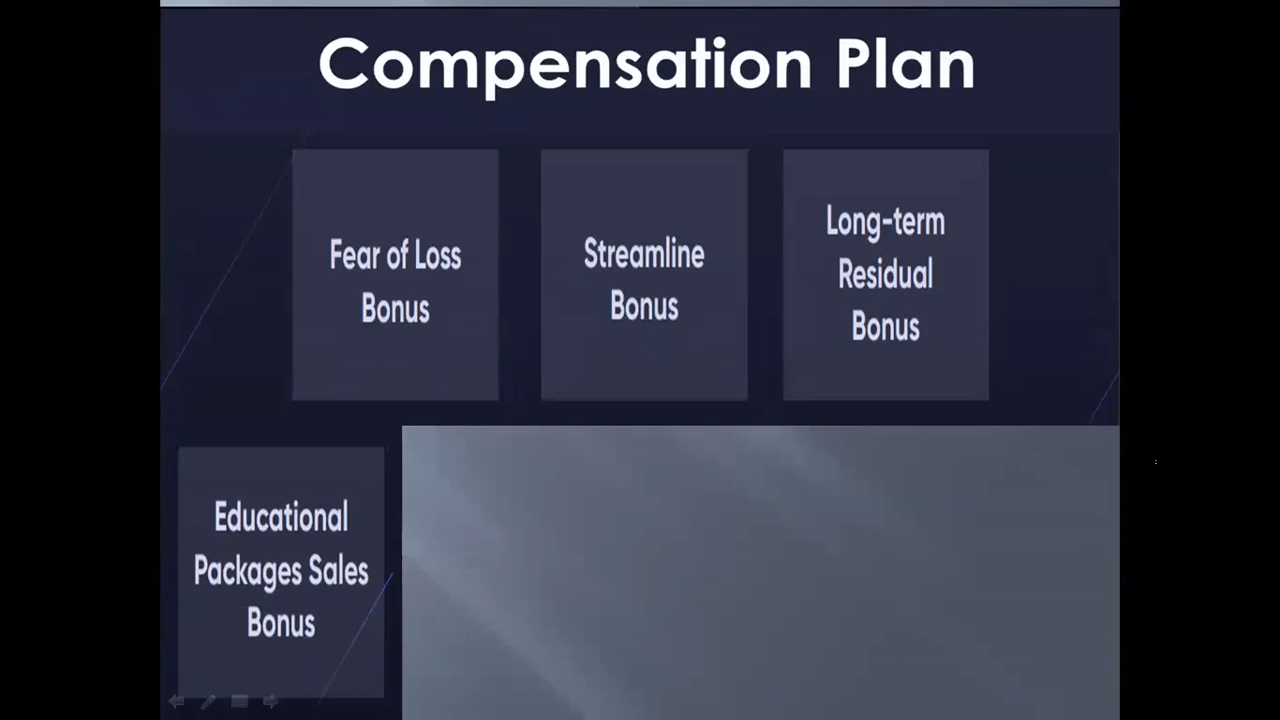 Compensation Plan
Fear of Loss
Bonus
Streamline
Bonus
Long-term
Residual
Bonus
Educational
Packages Sales
Bonus